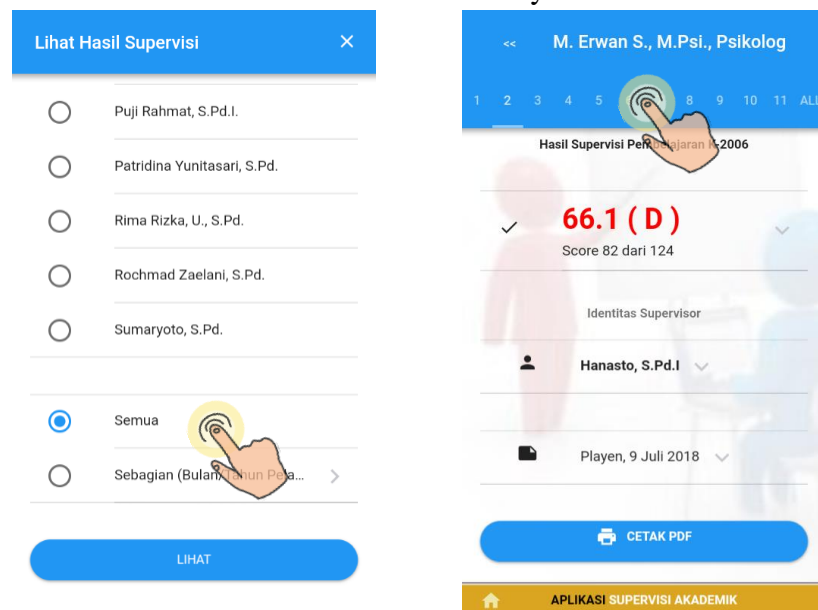 Lihat Hasil Supervisi ×
Puji Rahmat, S.Pd.I.
Patridina Yunitasari, S.Pd.
Rima Rizka, U., S.Pd.
Rochmad Zaelani, S.Pd.
Sumaryoto, S.Pd.
Semua
Sebagian (Bulan/Tahun Pela...
LIHAT
<< M. Erwan S., M.Psi., Psikolog
1 2 3 4 5 8 9 10 11 ALL
Hasil Supervisi Pembelajaran K-2006
66.1 ( D )
Score 82 dari 124
Identitas Supervisor
Hanasto, S.Pd.I
Playen, 9 Juli 2018
CETAK PDF
APLIKASI SUPERVISI AKADEMIK